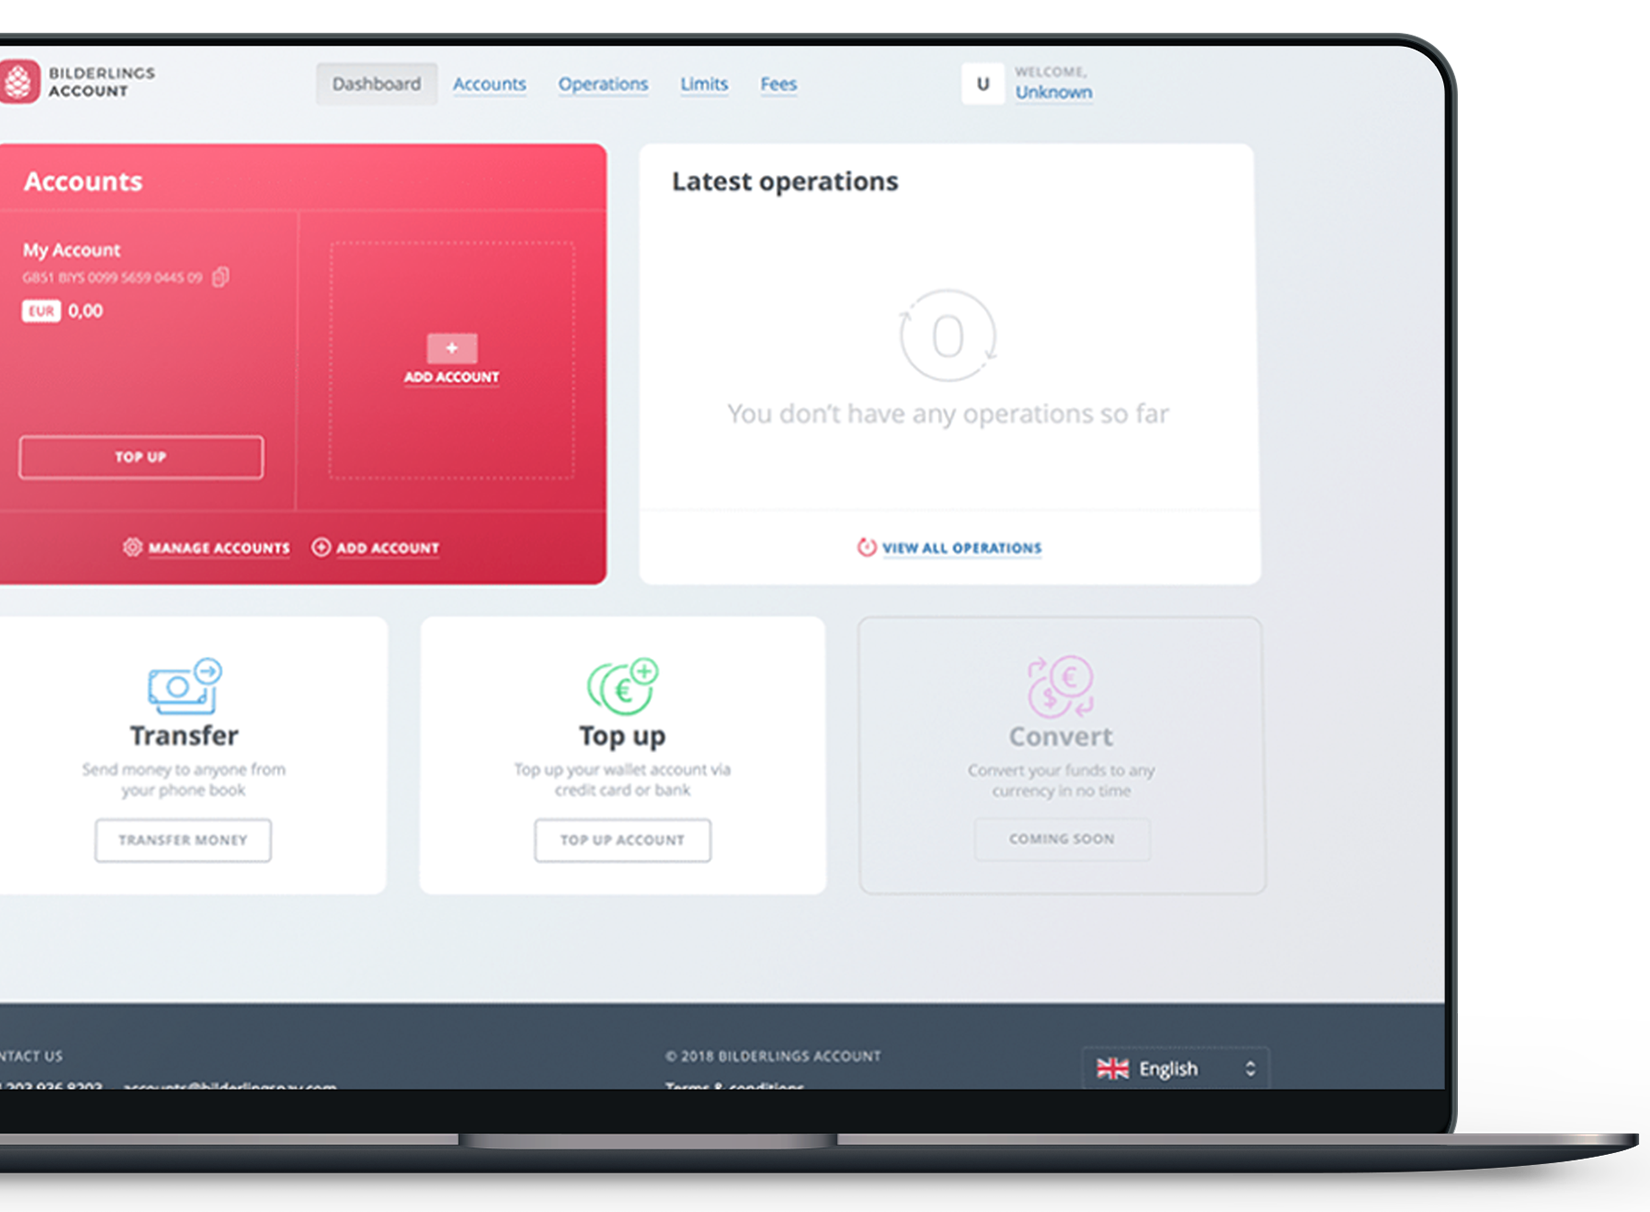 BILDERLINGS
ACCOUNT
Dashboard
Accounts
Operations
Limits
Fees
U
WELCOME,
Unknown
Accounts
My Account
GB51 BIYS 0099 5659 0445 09
EUR 0,00
TOP UP
+
ADD ACCOUNT
MANAGE ACCOUNTS
ADD ACCOUNT
Latest operations
0
You don't have any operations so far
VIEW ALL OPERATIONS
Transfer
Send money to anyone from
your phone book
TRANSFER MONEY
€
Top up
Top up your wallet account via
credit card or bank
TOP UP ACCOUNT
€
$
Convert
Convert your funds to any
currency in no time
COMING SOON
NTACT US
203 936 8203
accounts@bilderlingspay.com
© 2018 BILDERLINGS ACCOUNT
Terms & conditions
English